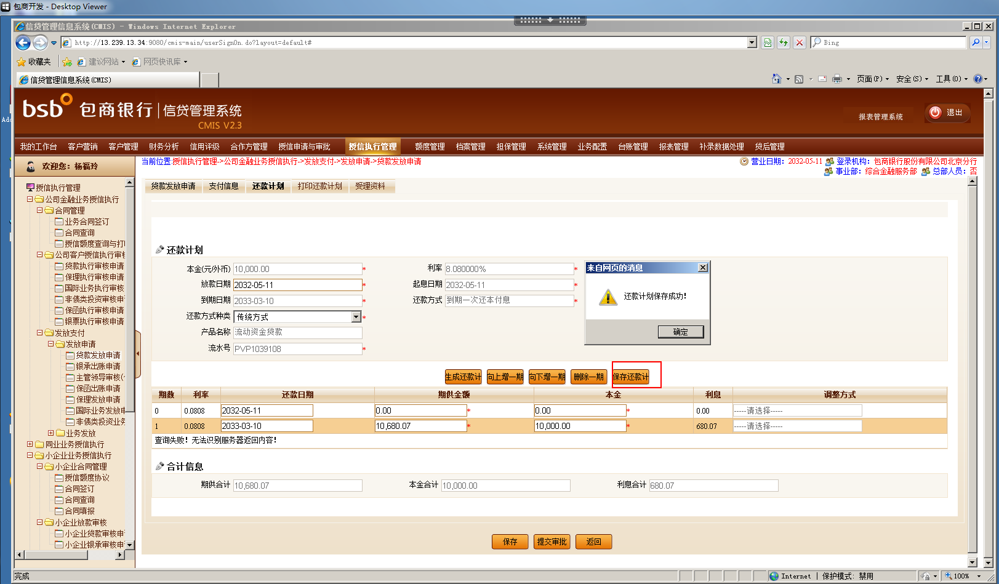 包商开发 - Desktop Viewer
信贷管理信息系统(CMIS) - Windows Internet Explorer
http://13.239.13.34:9080/cmis-main/userSignOn.do?layout=default#
Bing
收藏夹
建议网站
网页快讯库
信贷管理信息系统(CMIS)
页面(P)
安全(S)
工具(O)
bsb 包商银行 | 信贷管理系统
CMIS V2.3
报表管理系统
退出
我的工作台 客户营销 客户管理 财务分析 信用评级 合作方管理 授信申请与审批 授信执行管理 额度管理 档案管理 担保管理 系统管理 业务配置 台账管理 报表管理 补录数据处理 贷后管理
欢迎您：杨福玲
当前位置:授信执行管理->公司金融业务授信执行->发放支付->发放申请->贷款发放申请
营业日期：2032-05-11 登录机构：包商银行股份有限公司北京分行
事业部：综合金融服务部 总部人员：否
授信执行管理
公司金融业务授信执行
合同管理
业务合同签订
合同查询
授信额度查询与打
公司客户授信执行审
贷款执行审核申请
保理执行审核申请
国际业务执行审核
非债类投资审核申
保函执行审核申请
银票执行审核申请
发放支付
发放申请
贷款发放申请
银承出账申请
主管领导审核(
保函出账申请
保理发放申请
国际业务发放申
非债类投资业务
业务发放
同业业务授信执行
小企业业务授信执行
小企业合同管理
授信额度协议
合同签订
合同查询
合同填报
小企业放款审核
小企业贷款审核申
小企业银承审核申
贷款发放申请 支付信息 还款计划 打印还款计划 受理资料
还款计划
本金(元/外币) 10,000.00 *
利率 8.080000% *
放款日期 2032-05-11 *
起息日期 2032-05-11 *
到期日期 2033-03-10 *
还款方式 到期一次还本付息 *
还款方式种类 传统方式 *
产品名称 流动资金贷款
流水号 PVP1039108 *
来自网页的消息
还款计划保存成功!
确定
生成还款计 向上增一期 向下增一期 删除一期 保存还款计
期数 利率 还款日期 期供金额 本金 利息 调整方式
0 0.0808 2032-05-11 0.00 * 0.00 * 0.00 -----请选择-----
1 0.0808 2033-03-10 10,680.07 * 10,000.00 * 680.07 -----请选择-----
查询失败！无法识别服务器返回内容！
合计信息
期供合计 10,680.07 本金合计 10,000.00 利息合计 680.07
保存 提交审批 返回
完成
Internet | 保护模式: 禁用
100%